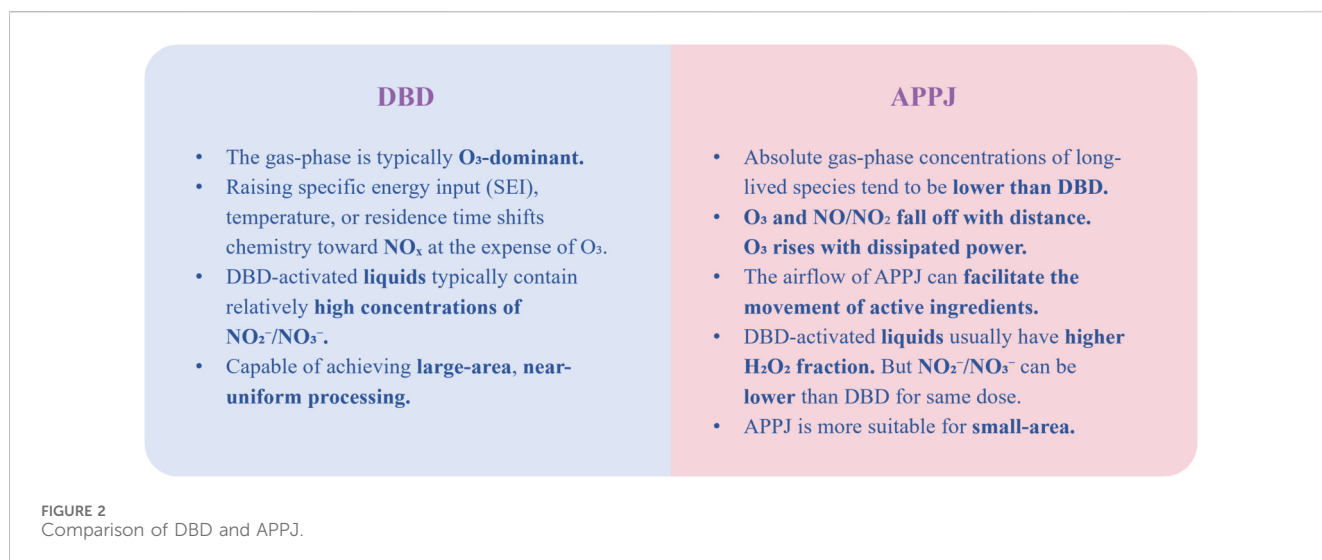 DBD
• The gas-phase is typically O₃-dominant.
• Raising specific energy input (SEI),
temperature, or residence time shifts
chemistry toward NOₓ at the expense of O₃.
• DBD-activated liquids typically contain
relatively high concentrations of
NO₂⁻/NO₃⁻.
• Capable of achieving large-area, near-
uniform processing.
APPJ
• Absolute gas-phase concentrations of long-
lived species tend to be lower than DBD.
• O₃ and NO/NO₂ fall off with distance.
O₃ rises with dissipated power.
• The airflow of APPJ can facilitate the
movement of active ingredients.
• DBD-activated liquids usually have higher
H₂O₂ fraction. But NO₂⁻/NO₃⁻ can be
lower than DBD for same dose.
• APPJ is more suitable for small-area.
FIGURE 2
Comparison of DBD and APPJ.